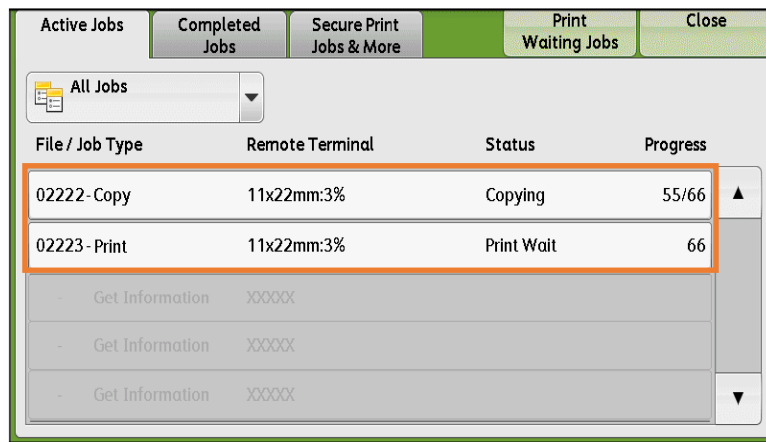 Active Jobs
Completed
Jobs
Secure Print
Jobs & More
Print
Waiting Jobs
Close
All Jobs
File / Job Type Remote Terminal Status Progress
02222-Copy 11x22mm:3% Copying 55/66
02223 - Print 11x22mm:3% Print Wait 66
- Get Information XXXXX
- Get Information XXXXX
- Get Information XXXXX